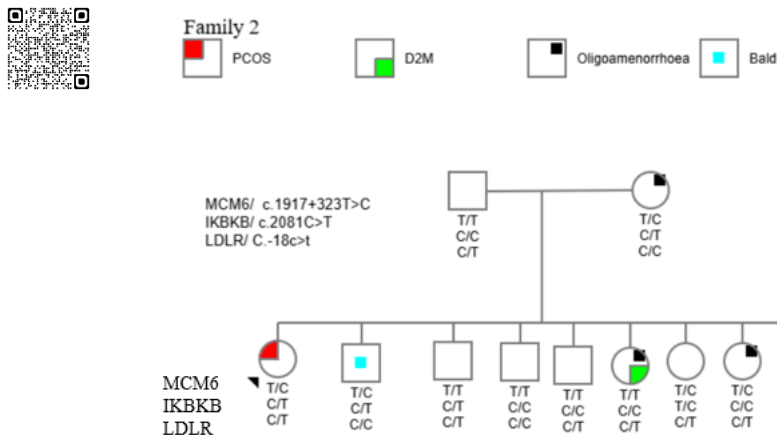 Family 2
PCOS D2M Oligoamenorrhoea Bald
MCM6/ c.1917+323T>C
IKBKB/ c.2081C>T
LDLR/ C.-18c>t
T/T T/C
C/C C/T
C/T C/C
MCM6 T/C T/C T/T T/T T/T T/T T/C T/C
IKBKB C/T C/T C/T C/C C/C C/T T/C C/C
LDLR C/T C/C C/T C/C C/T C/C C/T C/T